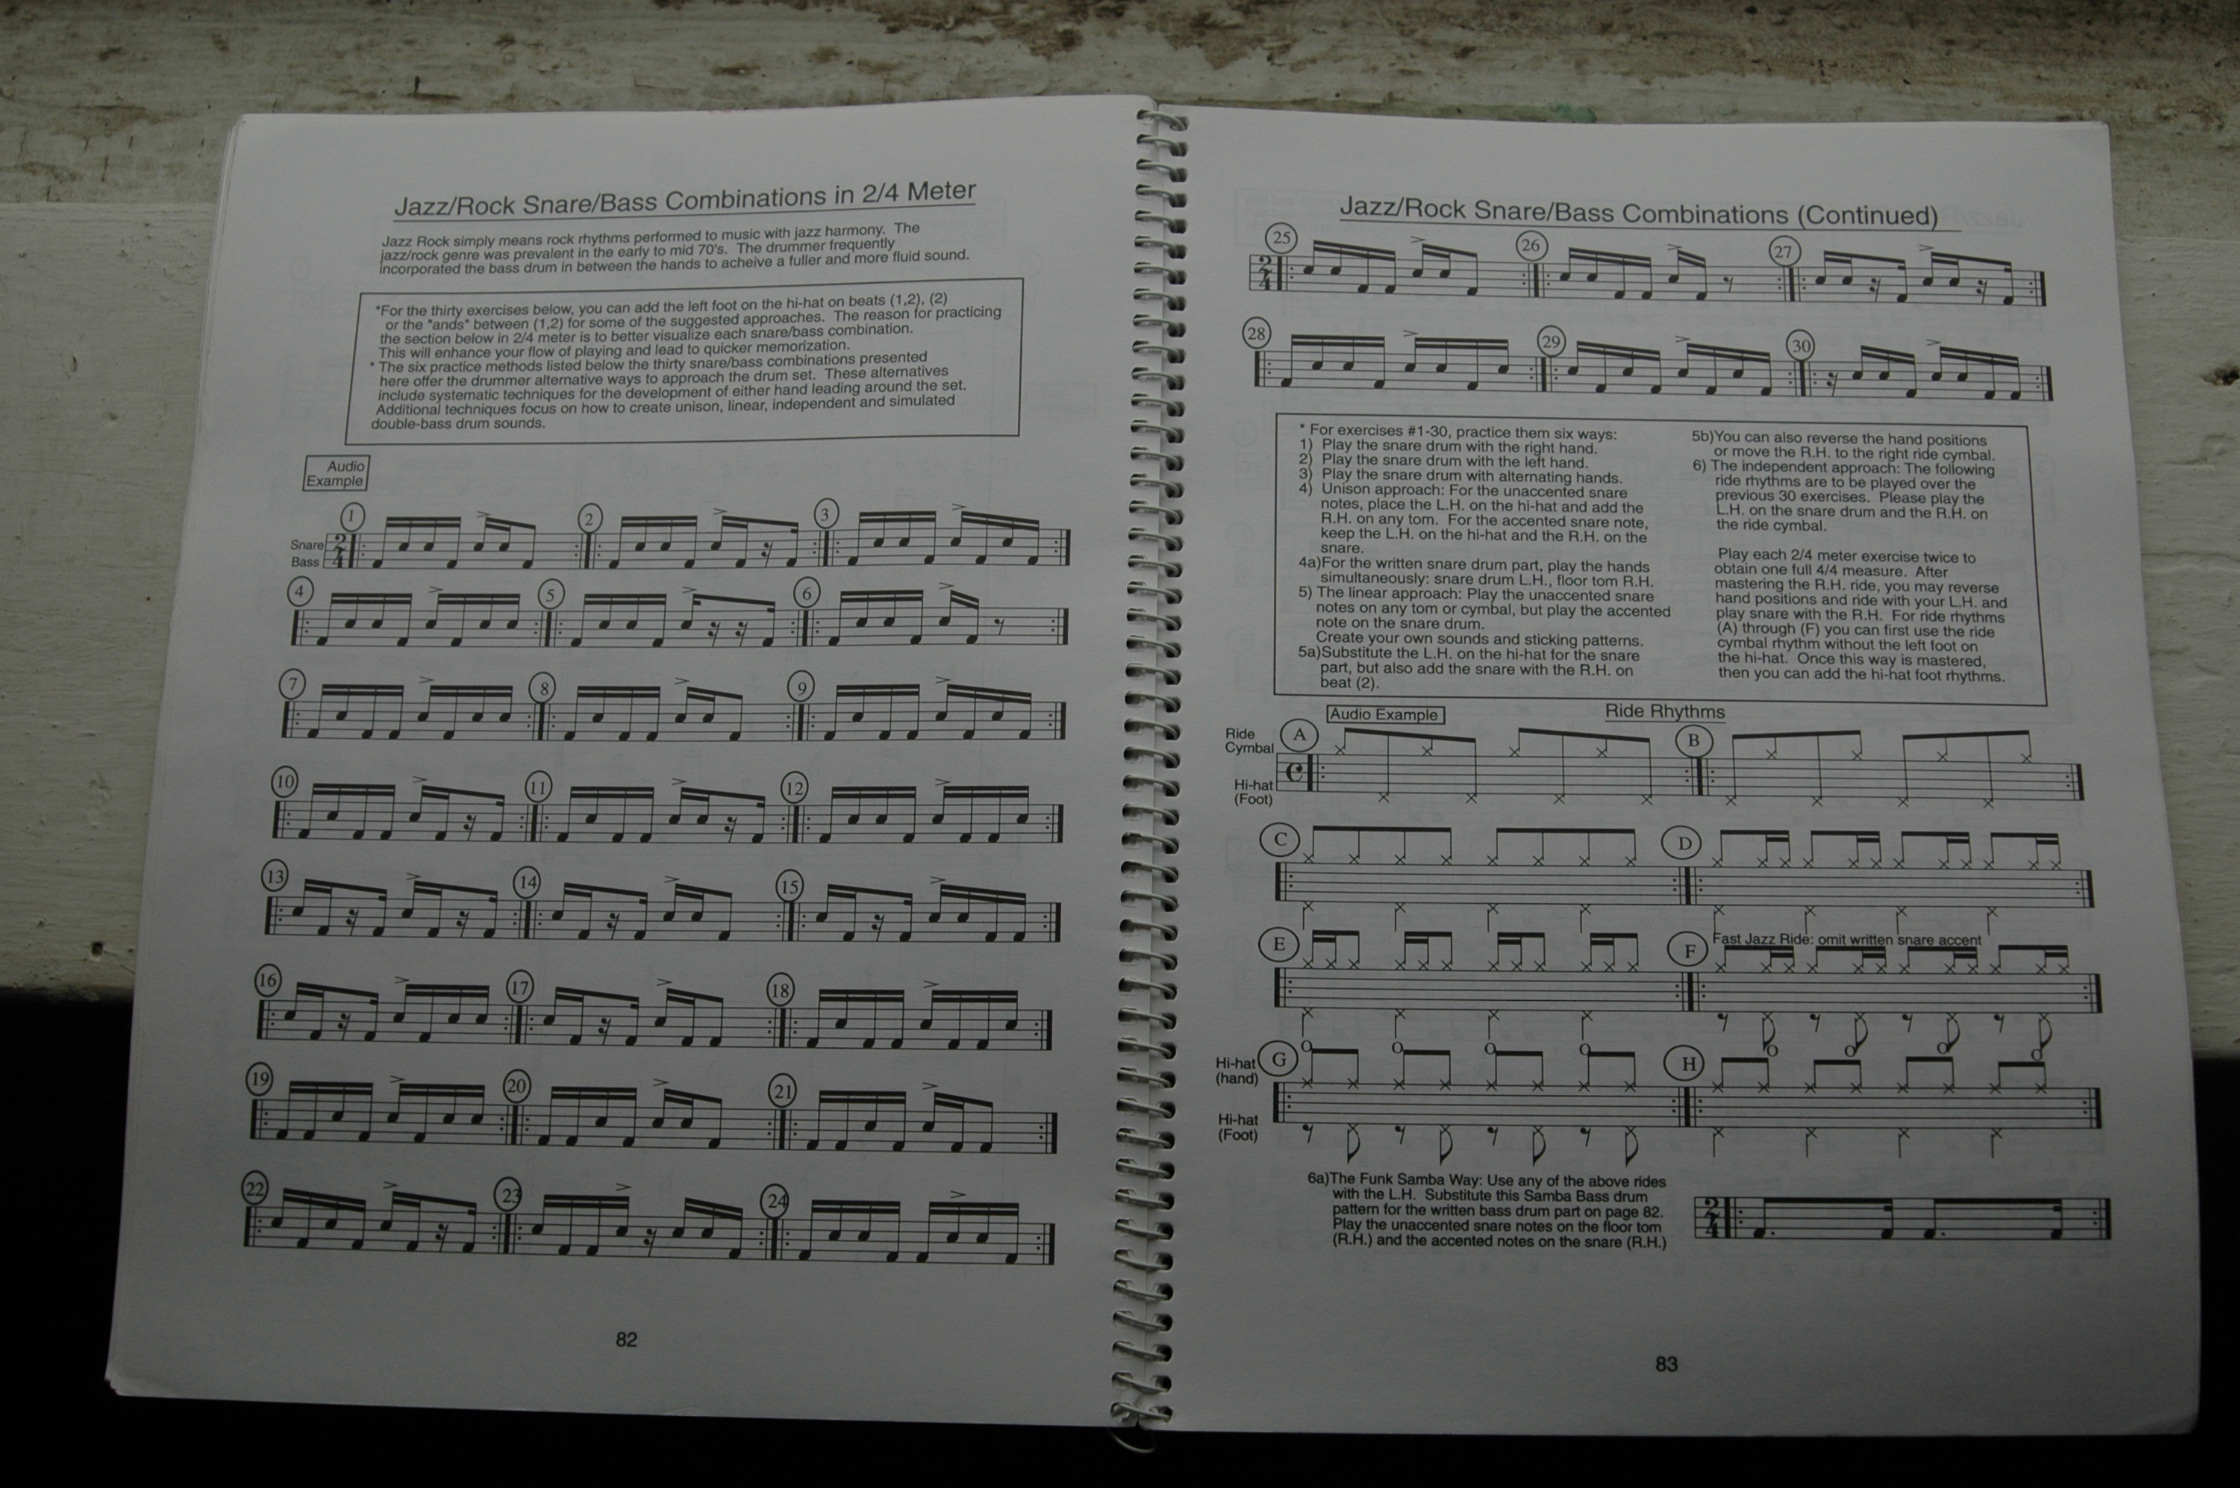 Jazz/Rock Snare/Bass Combinations in 2/4 Meter
Jazz Rock simply means rock rhythms performed to music with jazz harmony. The
jazz/rock genre was prevalent in the early to mid 70's. The drummer frequently
incorporated the bass drum in between the hands to acheive a fuller and more fluid sound.
*For the thirty exercises below, you can add the left foot on the hi-hat on beats (1,2), (2)
or the "ands" between (1,2) for some of the suggested approaches. The reason for practicing
the section below in 2/4 meter is to better visualize each snare/bass combination.
This will enhance your flow of playing and lead to quicker memorization.
* The six practice methods listed below the thirty snare/bass combinations presented
here offer the drummer alternative ways to approach the drum set. These alternatives
include systematic techniques for the development of either hand leading around the set.
Additional techniques focus on how to create unison, linear, independent and simulated
double-bass drum sounds.
Audio
Example
1 2 3
Snare
Bass
2
4
4 5 6
7 8 9
10 11 12
13 14 15
16 17 18
19 20 21
22 23 24
82
Jazz/Rock Snare/Bass Combinations (Continued)
25 26 27
2
4
28 29 30
* For exercises #1-30, practice them six ways:
1) Play the snare drum with the right hand.
2) Play the snare drum with the left hand.
3) Play the snare drum with alternating hands.
4) Unison approach: For the unaccented snare
notes, place the L.H. on the hi-hat and add the
R.H. on any tom. For the accented snare note,
keep the L.H. on the hi-hat and the R.H. on the
snare.
4a)For the written snare drum part, play the hands
simultaneously: snare drum L.H., floor tom R.H.
5) The linear approach: Play the unaccented snare
notes on any tom or cymbal, but play the accented
note on the snare drum.
Create your own sounds and sticking patterns.
5a)Substitute the L.H. on the hi-hat for the snare
part, but also add the snare with the R.H. on
beat (2).
5b)You can also reverse the hand positions
or move the R.H. to the right ride cymbal.
6) The independent approach: The following
ride rhythms are to be played over the
previous 30 exercises. Please play the
L.H. on the snare drum and the R.H. on
the ride cymbal.
Play each 2/4 meter exercise twice to
obtain one full 4/4 measure. After
mastering the R.H. ride, you may reverse
hand positions and ride with your L.H. and
play snare with the R.H. For ride rhythms
(A) through (F) you can first use the ride
cymbal rhythm without the left foot on
the hi-hat. Once this way is mastered,
then you can add the hi-hat foot rhythms.
Audio Example
Ride Rhythms
Ride
Cymbal
A B
Hi-hat
(Foot)
C D
E F
Fast Jazz Ride: omit written snare accent
Hi-hat
(hand)
G H
Hi-hat
(Foot)
6a)The Funk Samba Way: Use any of the above rides
with the L.H. Substitute this Samba Bass drum
pattern for the written bass drum part on page 82.
Play the unaccented snare notes on the floor tom
(R.H.) and the accented notes on the snare (R.H.)
2
4
83